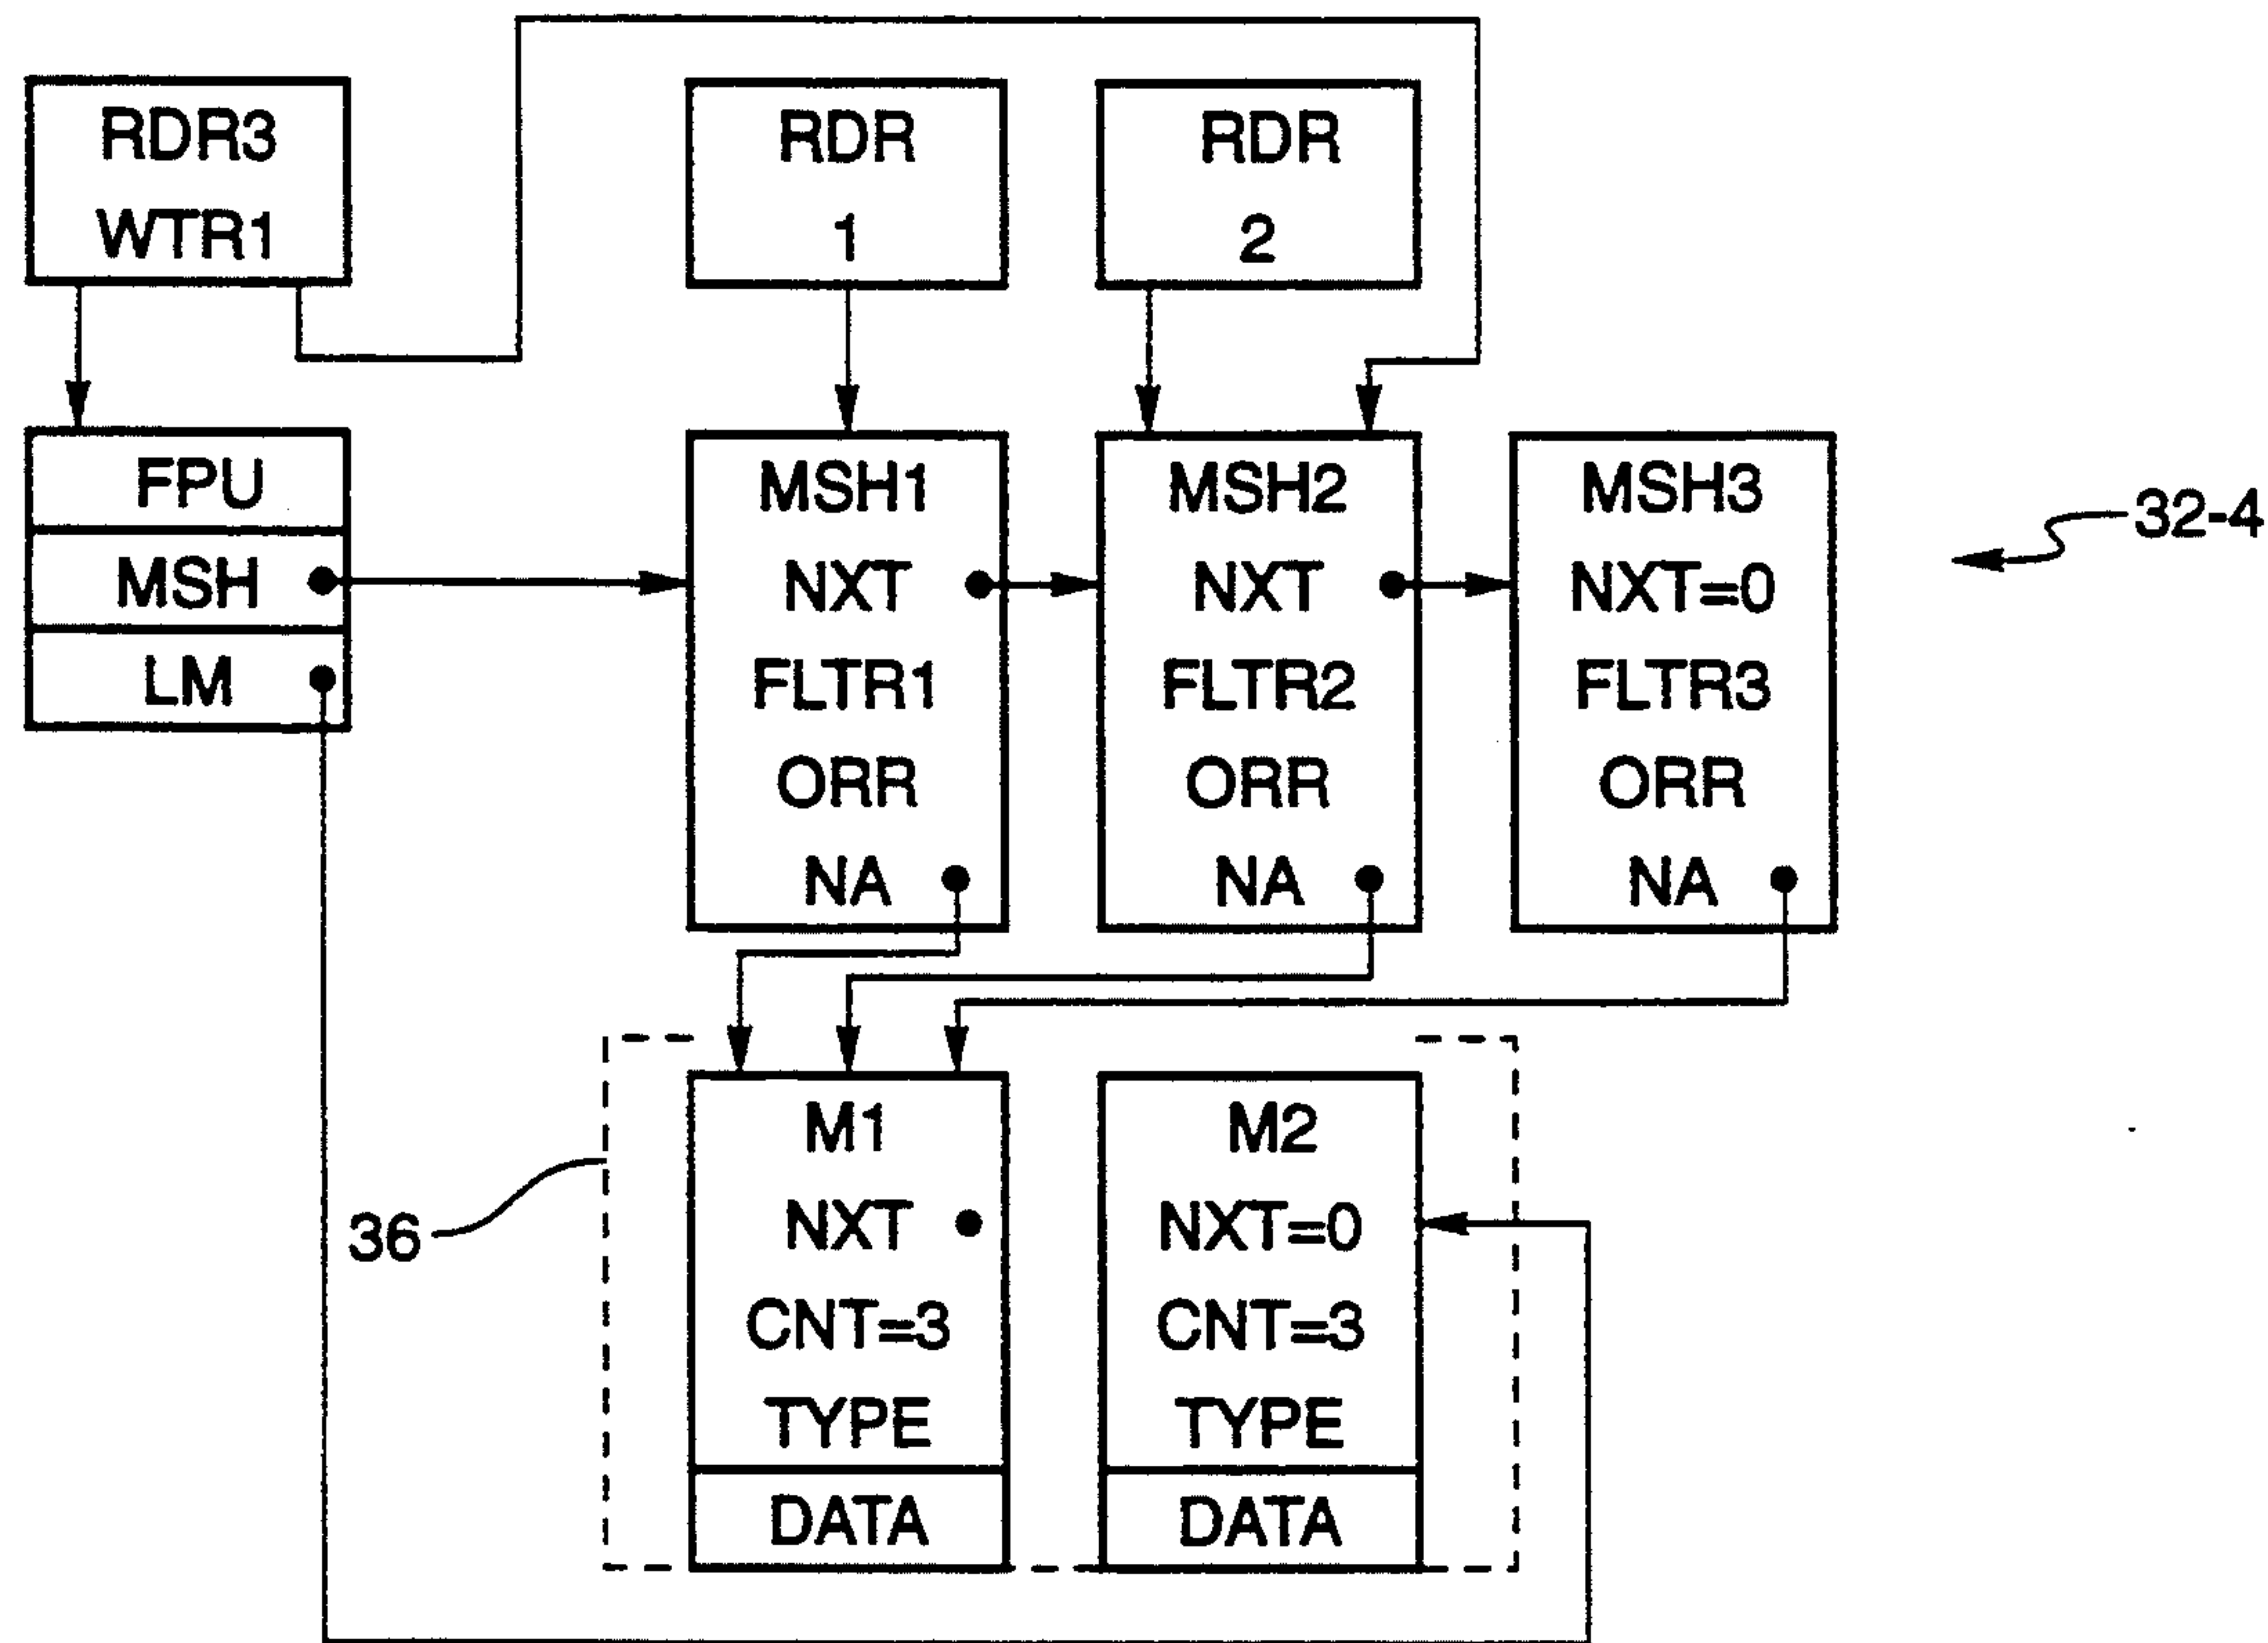 RDR3
WTR1
RDR
1
RDR
2
FPU
MSH
LM
MSH1
NXT
FLTR1
ORR
NA
MSH2
NXT
FLTR2
ORR
NA
MSH3
NXT=0
FLTR3
ORR
NA
32-4
36
M1
NXT
CNT=3
TYPE
DATA
M2
NXT=0
CNT=3
TYPE
DATA